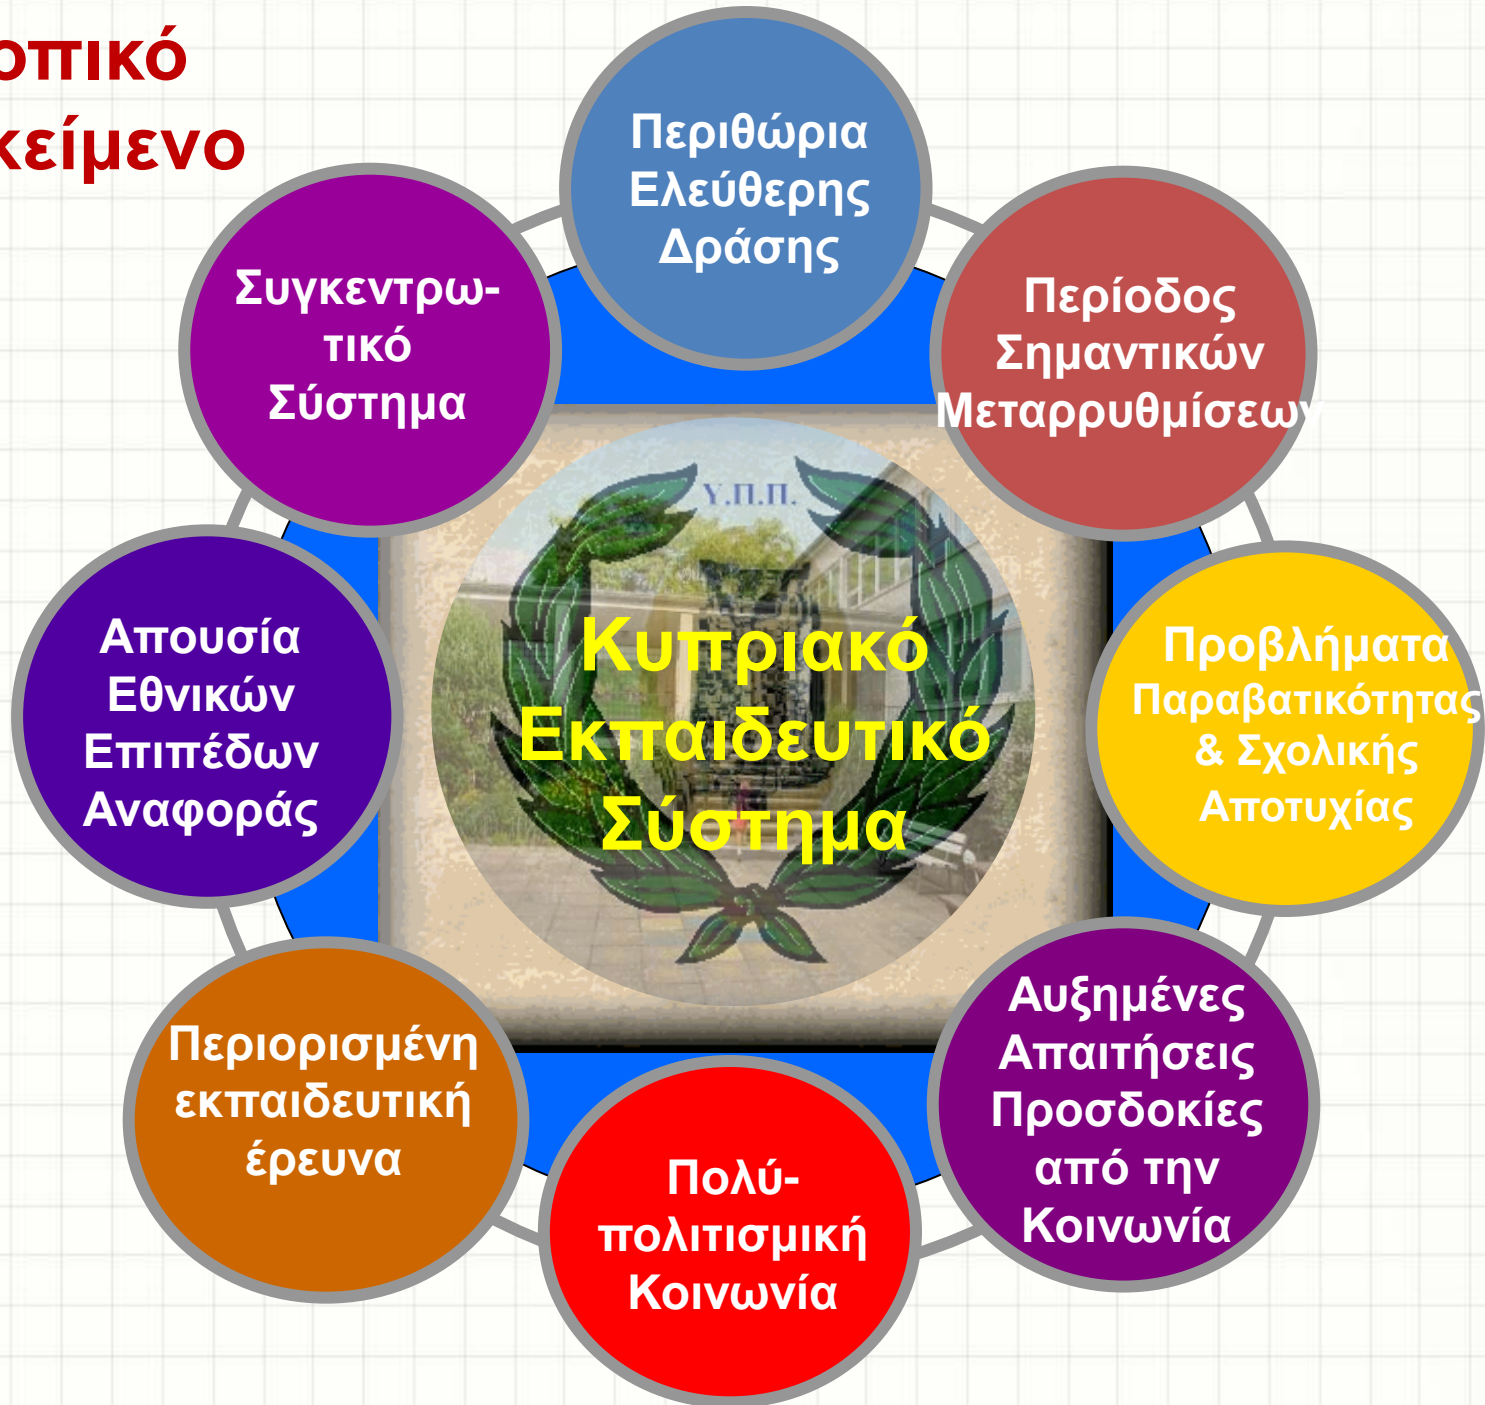 οπικό
κείμενο
Περιθώρια
Ελεύθερης
Δράσης
Περίοδος
Σημαντικών
Μεταρρυθμίσεων
Προβλήματα
Παραβατικότητας
& Σχολικής
Αποτυχίας
Αυξημένες
Απαιτήσεις
Προσδοκίες
από την
Κοινωνία
Πολύ-
πολιτισμική
Κοινωνία
Περιορισμένη
εκπαιδευτική
έρευνα
Απουσία
Εθνικών
Επιπέδων
Αναφοράς
Συγκεντρω-
τικό
Σύστημα
Υ.Π.Π.
Κυπριακό
Εκπαιδευτικό
Σύστημα